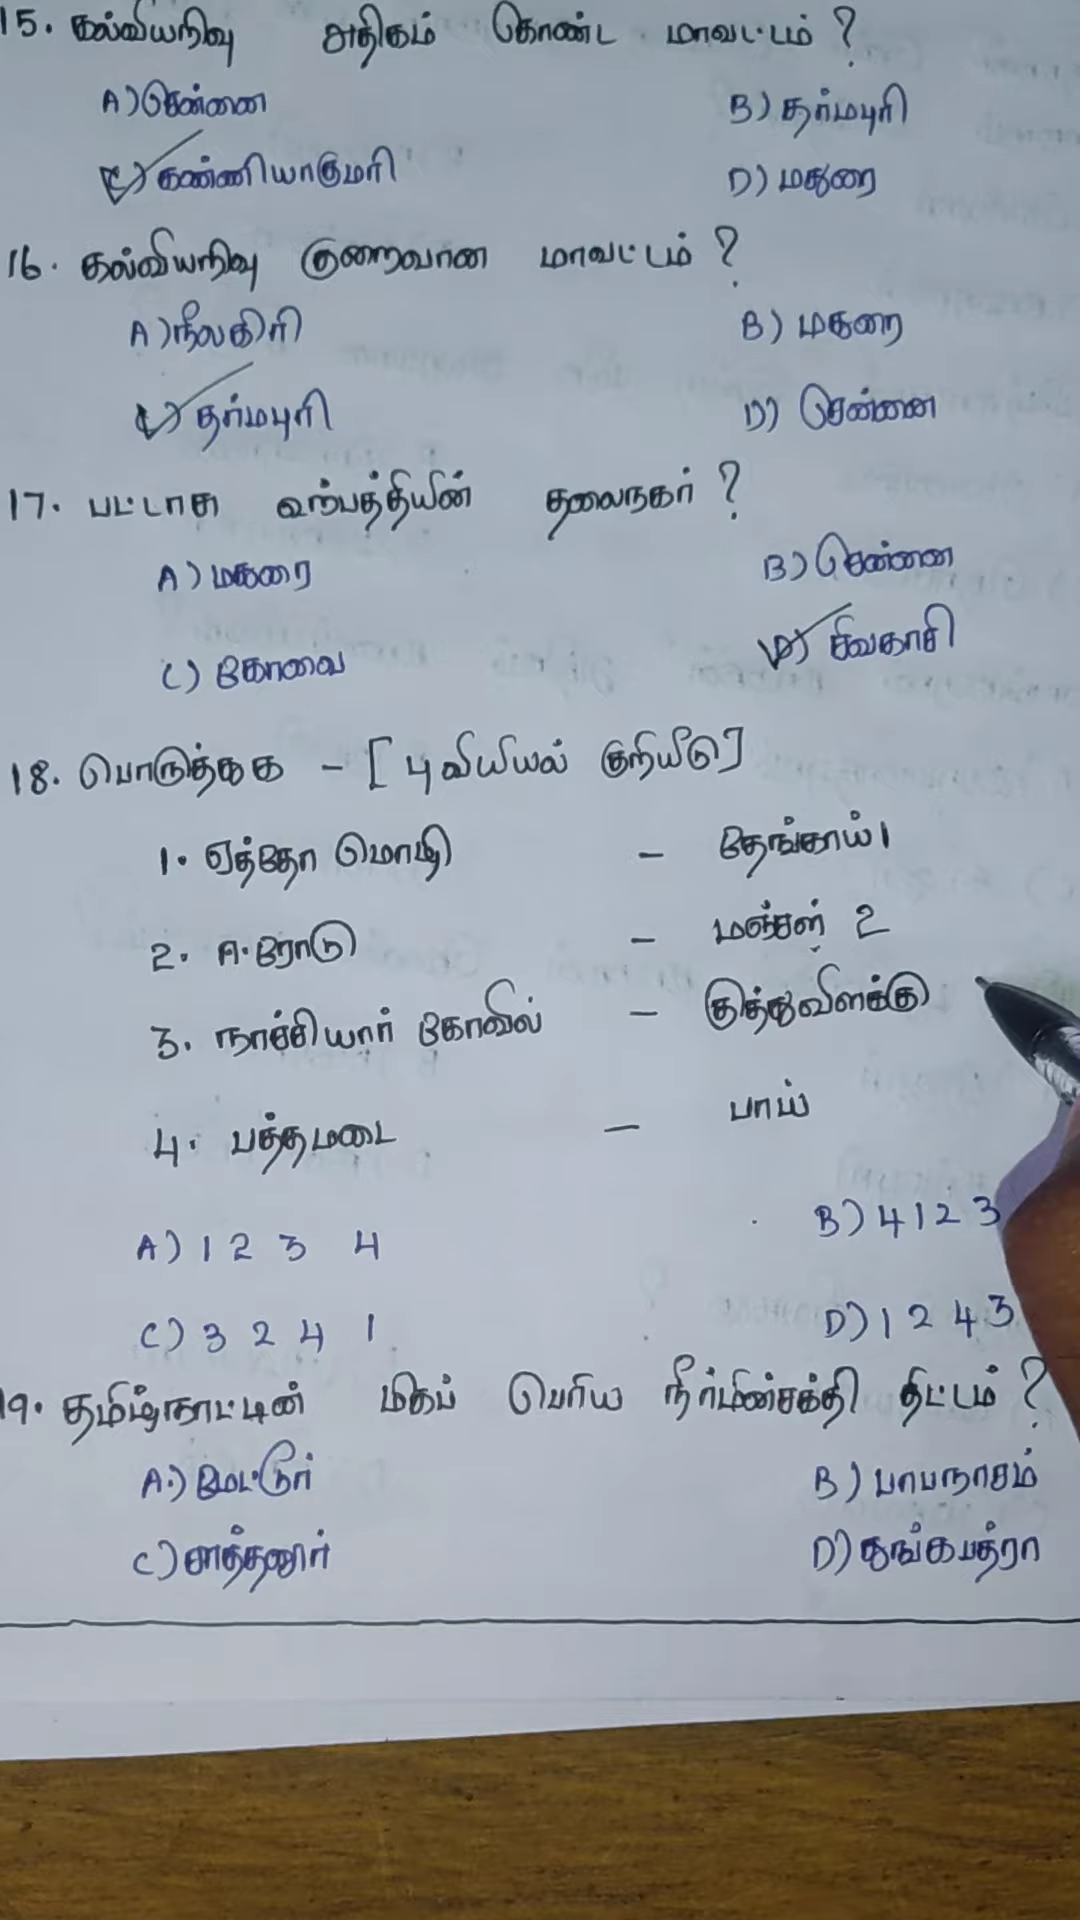 15. கல்வியறிவு அதிகம் கொண்ட மாவட்டம் ?
A) சென்னை B) தர்மபுரி
C) கன்னியாகுமரி D) மதுரை
16. கல்வியறிவு குறைவான மாவட்டம் ?
A) நீலகிரி B) மதுரை
C) தர்மபுரி D) சென்னை
17. பட்டாசு உற்பத்தியின் தலைநகர் ?
A) மதுரை B) சென்னை
C) கோவை D) சிவகாசி
18. பொருத்துக - [ புவியியல் குறியீடு ]
1. ஏத்தோ மொழி - தேங்காய் 1
2. ஈ.ரோடு - மஞ்சள் 2
3. நாச்சியார் கோவில் - குத்துவிளக்கு
4. பத்தமடை - பாய்
A) 1 2 3 4 B) 4 1 2 3
C) 3 2 4 1 D) 1 2 4 3
19. தமிழ்நாட்டின் மிகப் பெரிய நீர்மின்சக்தி திட்டம் ?
A.) மேட்டூர் B) பாபநாசம்
C) சாத்தனூர் D) துங்கபத்ரா